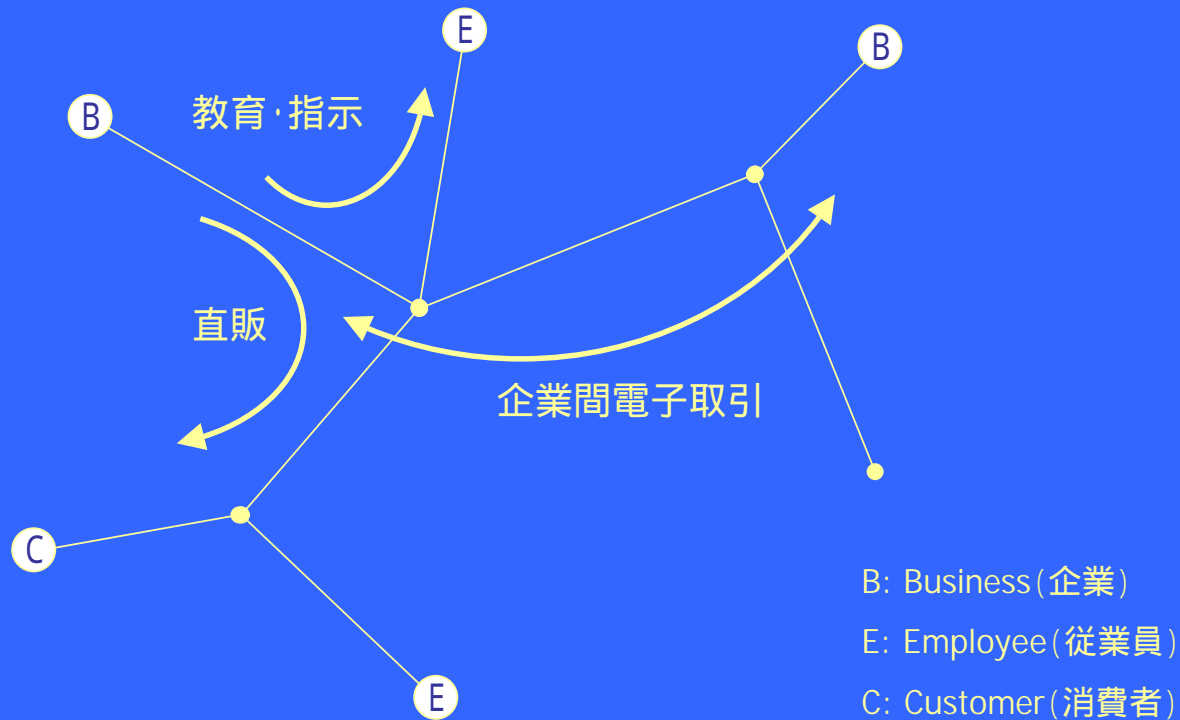 E
B
B
教育・指示
直販
企業間電子取引
C
E
B: Business(企業)
E: Employee(従業員)
C: Customer(消費者)